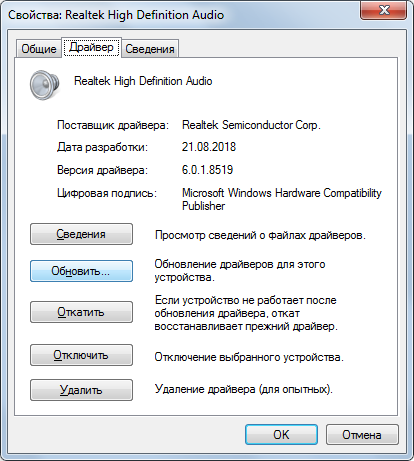 Свойства: Realtek High Definition Audio
Общие Драйвер Сведения
Realtek High Definition Audio
Поставщик драйвера: Realtek Semiconductor Corp.
Дата разработки: 21.08.2018
Версия драйвера: 6.0.1.8519
Цифровая подпись: Microsoft Windows Hardware Compatibility
Publisher
Сведения Просмотр сведений о файлах драйверов.
Обновить... Обновление драйверов для этого
устройства.
Откатить Если устройство не работает после
обновления драйвера, откат
восстанавливает прежний драйвер.
Отключить Отключение выбранного устройства.
Удалить Удаление драйвера (для опытных).
OK Отмена